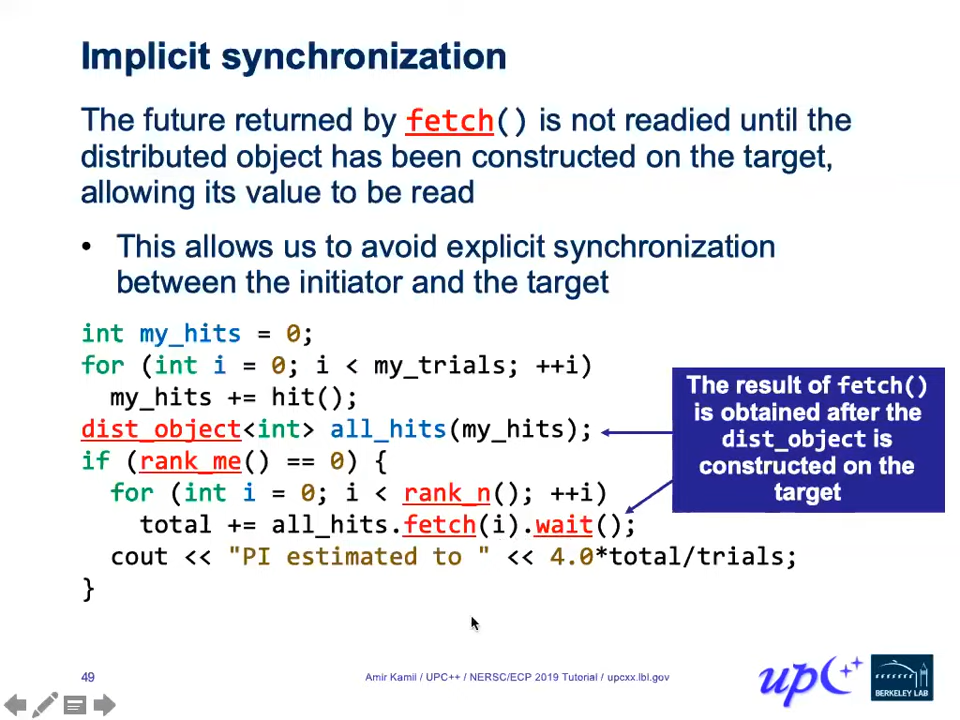 Implicit synchronization
The future returned by fetch() is not readied until the
distributed object has been constructed on the target,
allowing its value to be read
• This allows us to avoid explicit synchronization
between the initiator and the target
int my_hits = 0;
for (int i = 0; i < my_trials; ++i)
  my_hits += hit();
dist_object<int> all_hits(my_hits);
if (rank_me() == 0) {
  for (int i = 0; i < rank_n(); ++i)
    total += all_hits.fetch(i).wait();
  cout << "PI estimated to " << 4.0*total/trials;
}
The result of fetch()
is obtained after the
dist_object is
constructed on the
target
49
Amir Kamil / UPC++ / NERSC/ECP 2019 Tutorial / upcxx.lbl.gov
upC++
BERKELEY LAB